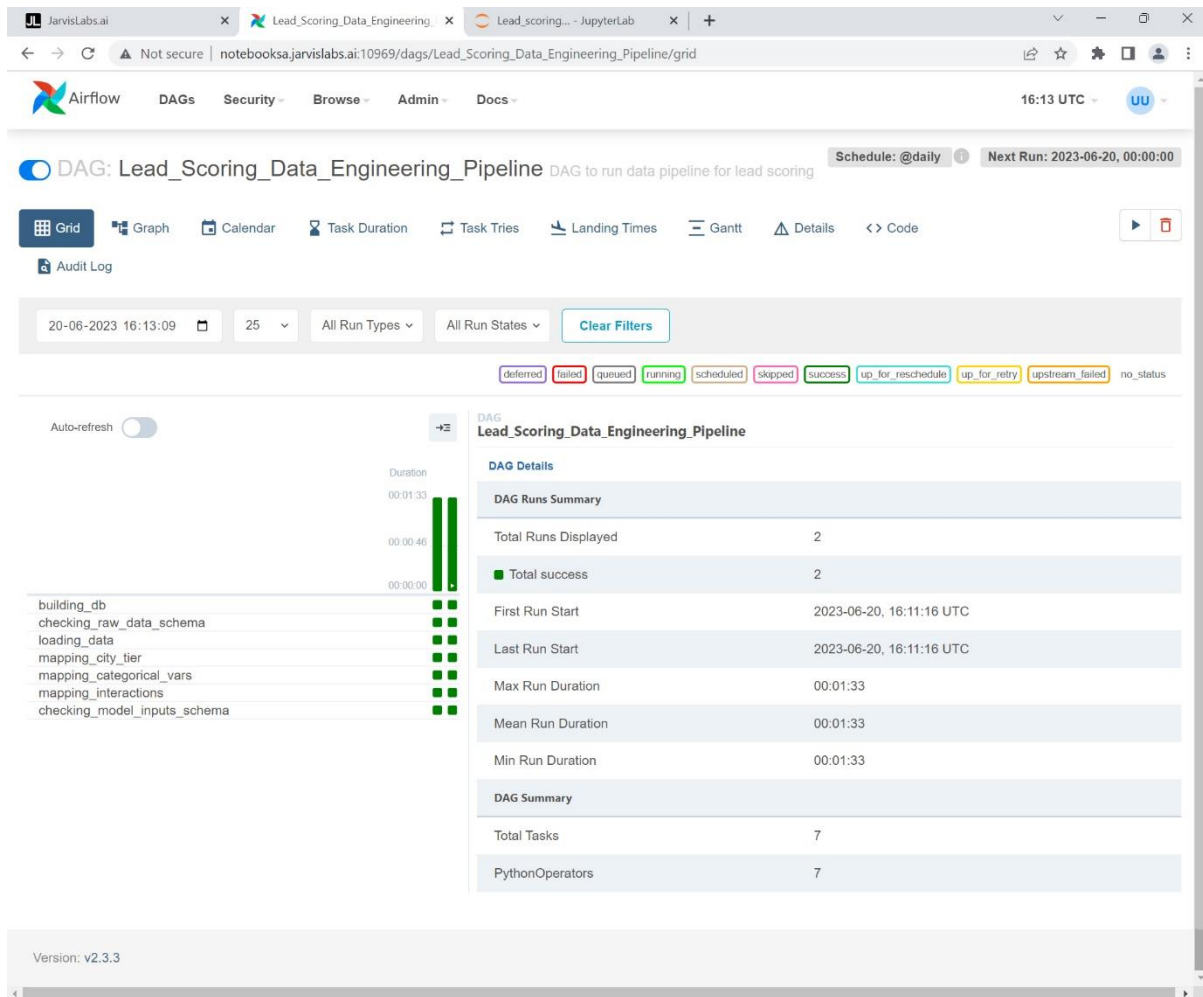 JL JarvisLabs.ai
Lead_Scoring_Data_Engineering_
Lead_scoring... - JupyterLab
Not secure | notebooksa.jarvislabs.ai:10969/dags/Lead_Scoring_Data_Engineering_Pipeline/grid
Airflow DAGs Security Browse Admin Docs 16:13 UTC UU
DAG: Lead_Scoring_Data_Engineering_Pipeline DAG to run data pipeline for lead scoring
Schedule: @daily Next Run: 2023-06-20, 00:00:00
Grid Graph Calendar Task Duration Task Tries Landing Times Gantt Details <> Code
Audit Log
20-06-2023 16:13:09 25 All Run Types All Run States Clear Filters
deferred failed queued running scheduled skipped success up_for_reschedule up_for_retry upstream_failed no_status
Auto-refresh
Duration
00:01:33
00:00:46
00:00:00
building_db
checking_raw_data_schema
loading_data
mapping_city_tier
mapping_categorical_vars
mapping_interactions
checking_model_inputs_schema
DAG
Lead_Scoring_Data_Engineering_Pipeline
DAG Details
DAG Runs Summary
Total Runs Displayed 2
Total success 2
First Run Start 2023-06-20, 16:11:16 UTC
Last Run Start 2023-06-20, 16:11:16 UTC
Max Run Duration 00:01:33
Mean Run Duration 00:01:33
Min Run Duration 00:01:33
DAG Summary
Total Tasks 7
PythonOperators 7
Version: v2.3.3